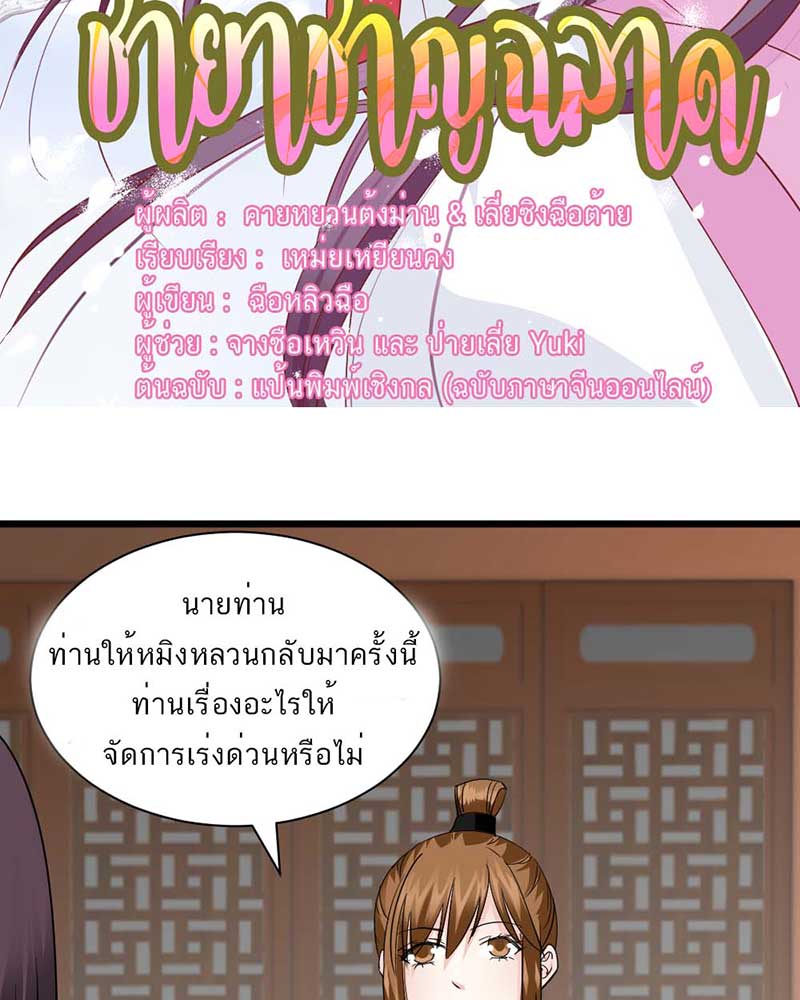 ชายาชาญฉลาด
ผู้ผลิต : คายหยวนต้งม่าน & เลี่ยซิงฉือต้าย
เรียบเรียง : เหม่ยเหยียนค่ง
ผู้เขียน : ฉือหลิวฉือ
ผู้ช่วย : จางซือเหวิน และ ป่ายเลี่ย Yuki
ต้นฉบับ : แป้นพิมพ์เชิงกล (ฉบับภาษาจีนออนไลน์)
นายท่าน
ท่านให้หมิงหลวนกลับมาครั้งนี้
ท่านเรื่องอะไรให้
จัดการเร่งด่วนหรือไม่